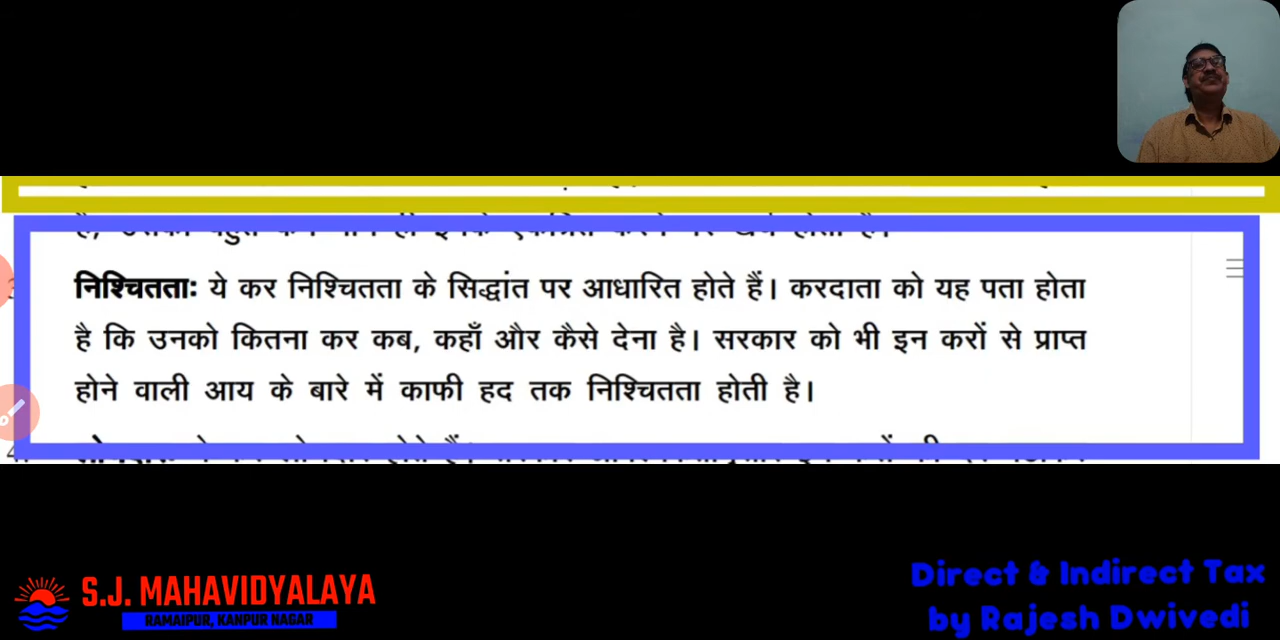 निश्चितताः ये कर निश्चितता के सिद्धांत पर आधारित होते हैं। करदाता को यह पता होता
है कि उनको कितना कर कब, कहाँ और कैसे देना है। सरकार को भी इन करों से प्राप्त
होने वाली आय के बारे में काफी हद तक निश्चितता होती है।
S.J. MAHAVIDYALAYA
RAMAIPUR, KANPUR NAGAR
Direct & Indirect Tax
by Rajesh Dwivedi